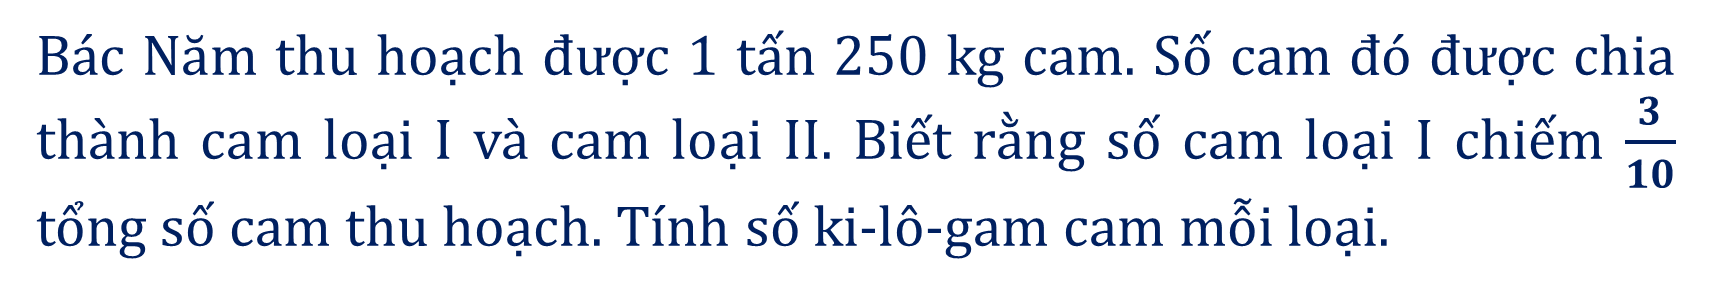 Bác Năm thu hoạch được 1 tấn 250 kg cam. Số cam đó được chia
thành cam loại I và cam loại II. Biết rằng số cam loại I chiếm 3/10
tổng số cam thu hoạch. Tính số ki-lô-gam cam mỗi loại.